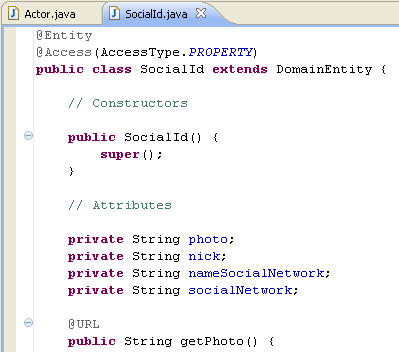 Actor.java SocialId.java
@Entity
@Access(AccessType.PROPERTY)
public class SocialId extends DomainEntity {
// Constructors
public SocialId() {
super();
}
// Attributes
private String photo;
private String nick;
private String nameSocialNetwork;
private String socialNetwork;
@URL
public String getPhoto() {